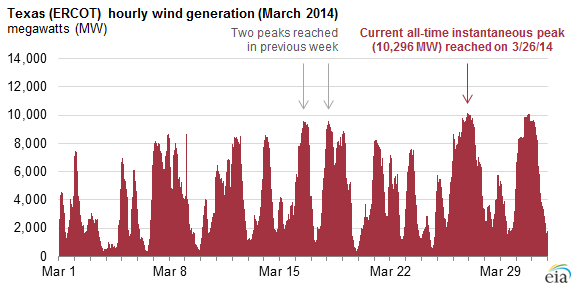 Texas (ERCOT) hourly wind generation (March 2014)
megawatts (MW)
Two peaks reached
in previous week
Current all-time instantaneous peak
(10,296 MW) reached on 3/26/14
14,000
12,000
10,000
8,000
6,000
4,000
2,000
0
Mar 1
Mar 8
Mar 15
Mar 22
Mar 29
eia